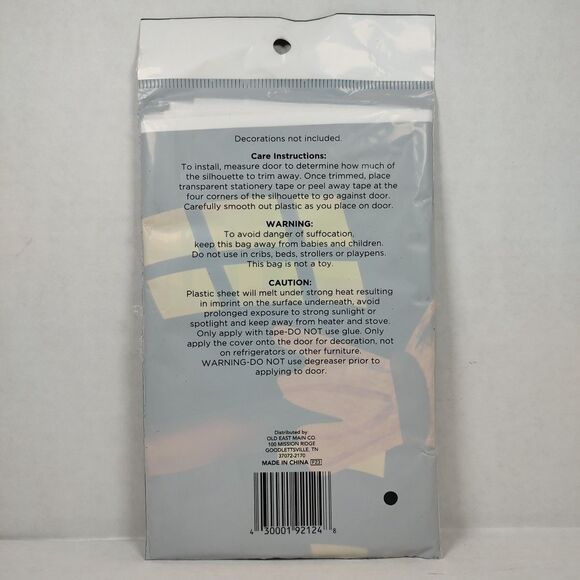 Decorations not included.
Care Instructions:
To install, measure door to determine how much of
the silhouette to trim away. Once trimmed, place
transparent stationery tape or peel away tape at the
four corners of the silhouette to go against door.
Carefully smooth out plastic as you place on door.
WARNING:
To avoid danger of suffocation,
keep this bag away from babies and children.
Do not use in cribs, beds, strollers or playpens.
This bag is not a toy.
CAUTION:
Plastic sheet will melt under strong heat resulting
in imprint on the surface underneath, avoid
prolonged exposure to strong sunlight or
spotlight and keep away from heater and stove.
Only apply with tape-DO NOT use glue. Only
apply the cover onto the door for decoration, not
on refrigerators or other furniture.
WARNING-DO NOT use degreaser prior to
applying to door.
Distributed by:
OLD EAST MAIN CO.
100 MISSION RIDGE
GOODLETTSVILLE, TN
37072-2170
MADE IN CHINA F23
4 30001 92124 8